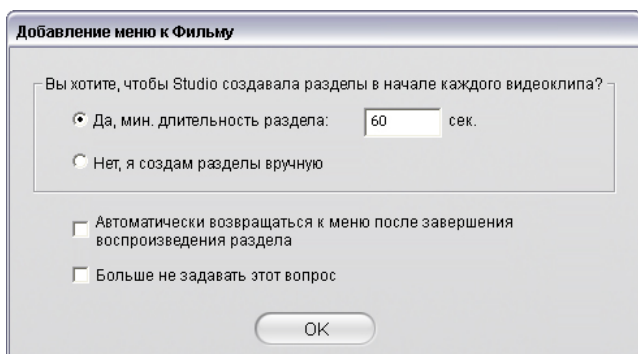 Добавление меню к Фильму
Вы хотите, чтобы Studio создавала разделы в начале каждого видеоклипа?
Да, мин. длительность раздела: 60 сек.
Нет, я создам разделы вручную
Автоматически возвращаться к меню после завершения
воспроизведения раздела
Больше не задавать этот вопрос
OK